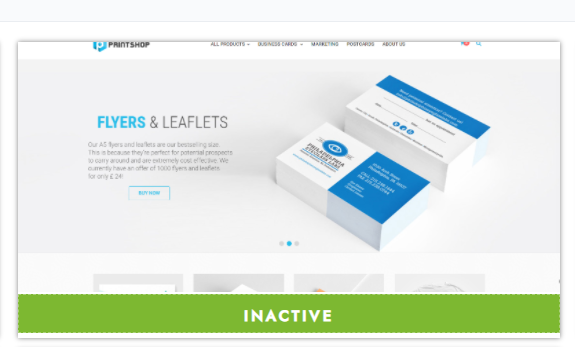 PRINTSHOP
ALL PRODUCTS
BUSINESS CARDS
MARKETING
POSTCARDS
ABOUT US
FLYERS & LEAFLETS
Our A5 flyers and leaflets are our bestselling size.
This is because they're perfect for potential prospects
to carry around and are extremely cost effective. We
currently have an offer of 1000 flyers and leaflets
for only £ 24!
BUY NOW
PHILADELPHIA
INACTIVE